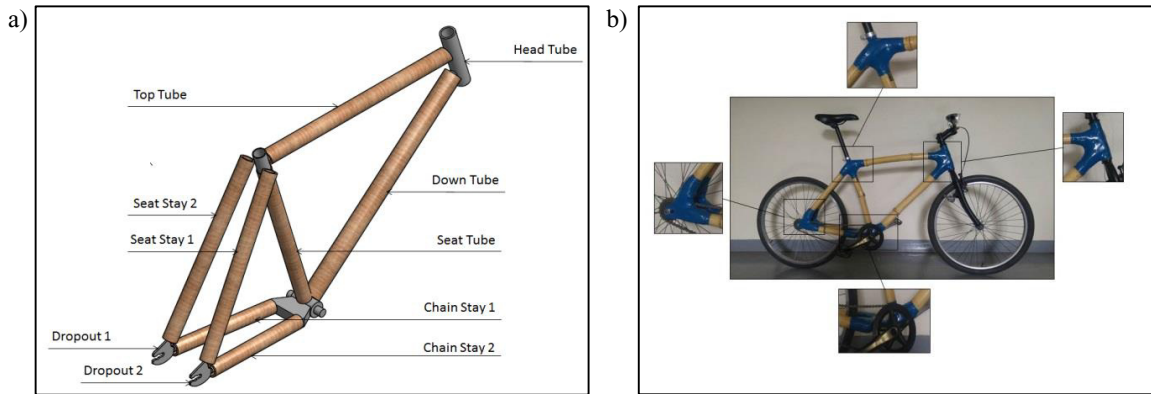 a)
Head Tube
Top Tube
Down Tube
Seat Stay 2
Seat Stay 1
Seat Tube
Chain Stay 1
Dropout 1
Chain Stay 2
Dropout 2
b)